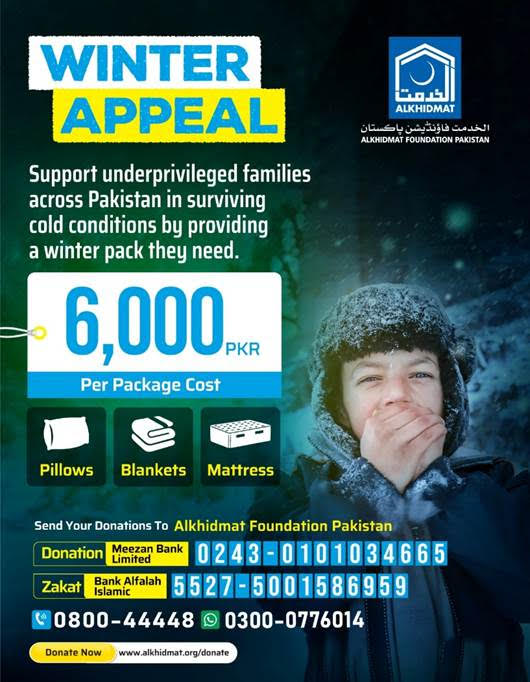 WINTER
APPEAL
الخدمت
ALKHIDMAT
الخدمت فاؤنڈیشن پاکستان
ALKHIDMAT FOUNDATION PAKISTAN
Support underprivileged families
across Pakistan in surviving
cold conditions by providing
a winter pack they need.
6,000 PKR
Per Package Cost
Pillows
Blankets
Mattress
Send Your Donations To Alkhidmat Foundation Pakistan
Donation Meezan Bank Limited 0243-0101034665
Zakat Bank Alfalah Islamic 5527-5001586959
0800-44448 0300-0776014
Donate Now www.alkhidmat.org/donate